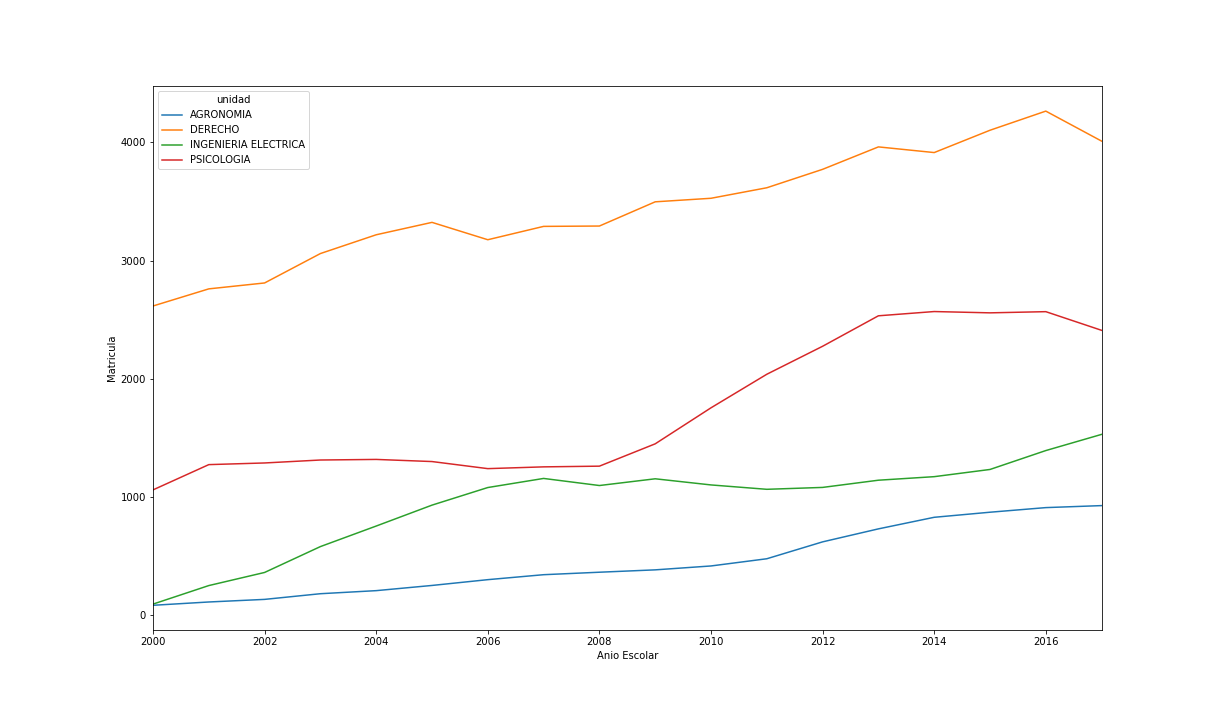 unidad
AGRONOMIA
DERECHO
INGENIERIA ELECTRICA
PSICOLOGIA
4000
3000
2000
1000
0
Matricula
2000 2002 2004 2006 2008 2010 2012 2014 2016
Anio Escolar